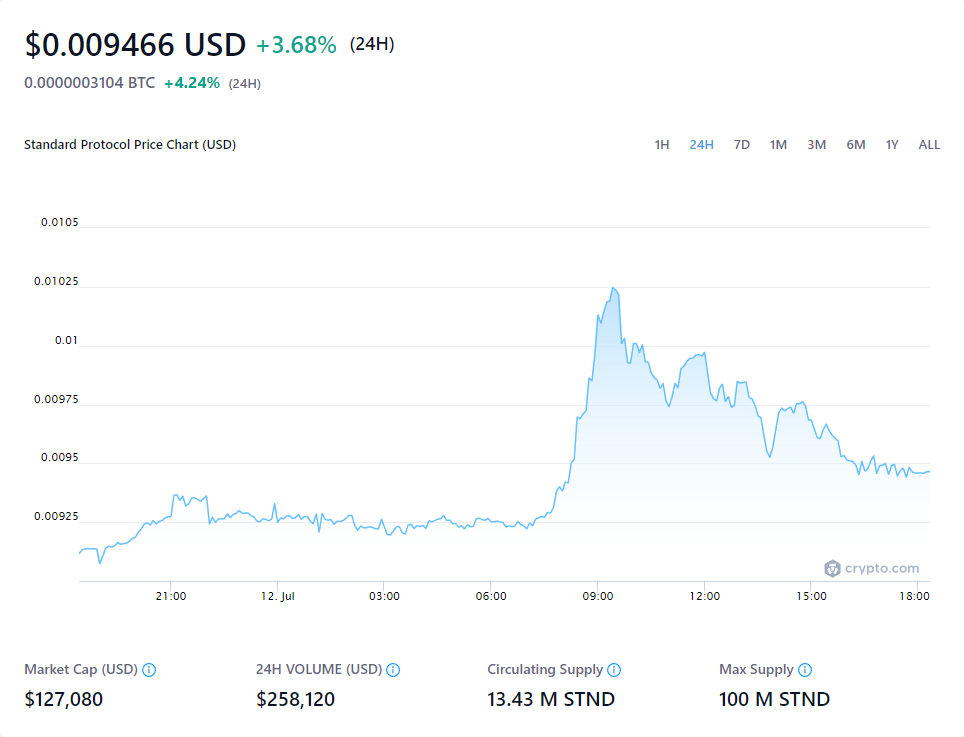 $0.009466 USD +3.68% (24H)
0.0000003104 BTC +4.24% (24H)
Standard Protocol Price Chart (USD)
1H 24H 7D 1M 3M 6M 1Y ALL
0.0105
0.01025
0.01
0.00975
0.0095
0.00925
crypto.com
21:00 12. Jul 03:00 06:00 09:00 12:00 15:00 18:00
Market Cap (USD) 24H VOLUME (USD) Circulating Supply Max Supply
$127,080 $258,120 13.43 M STND 100 M STND